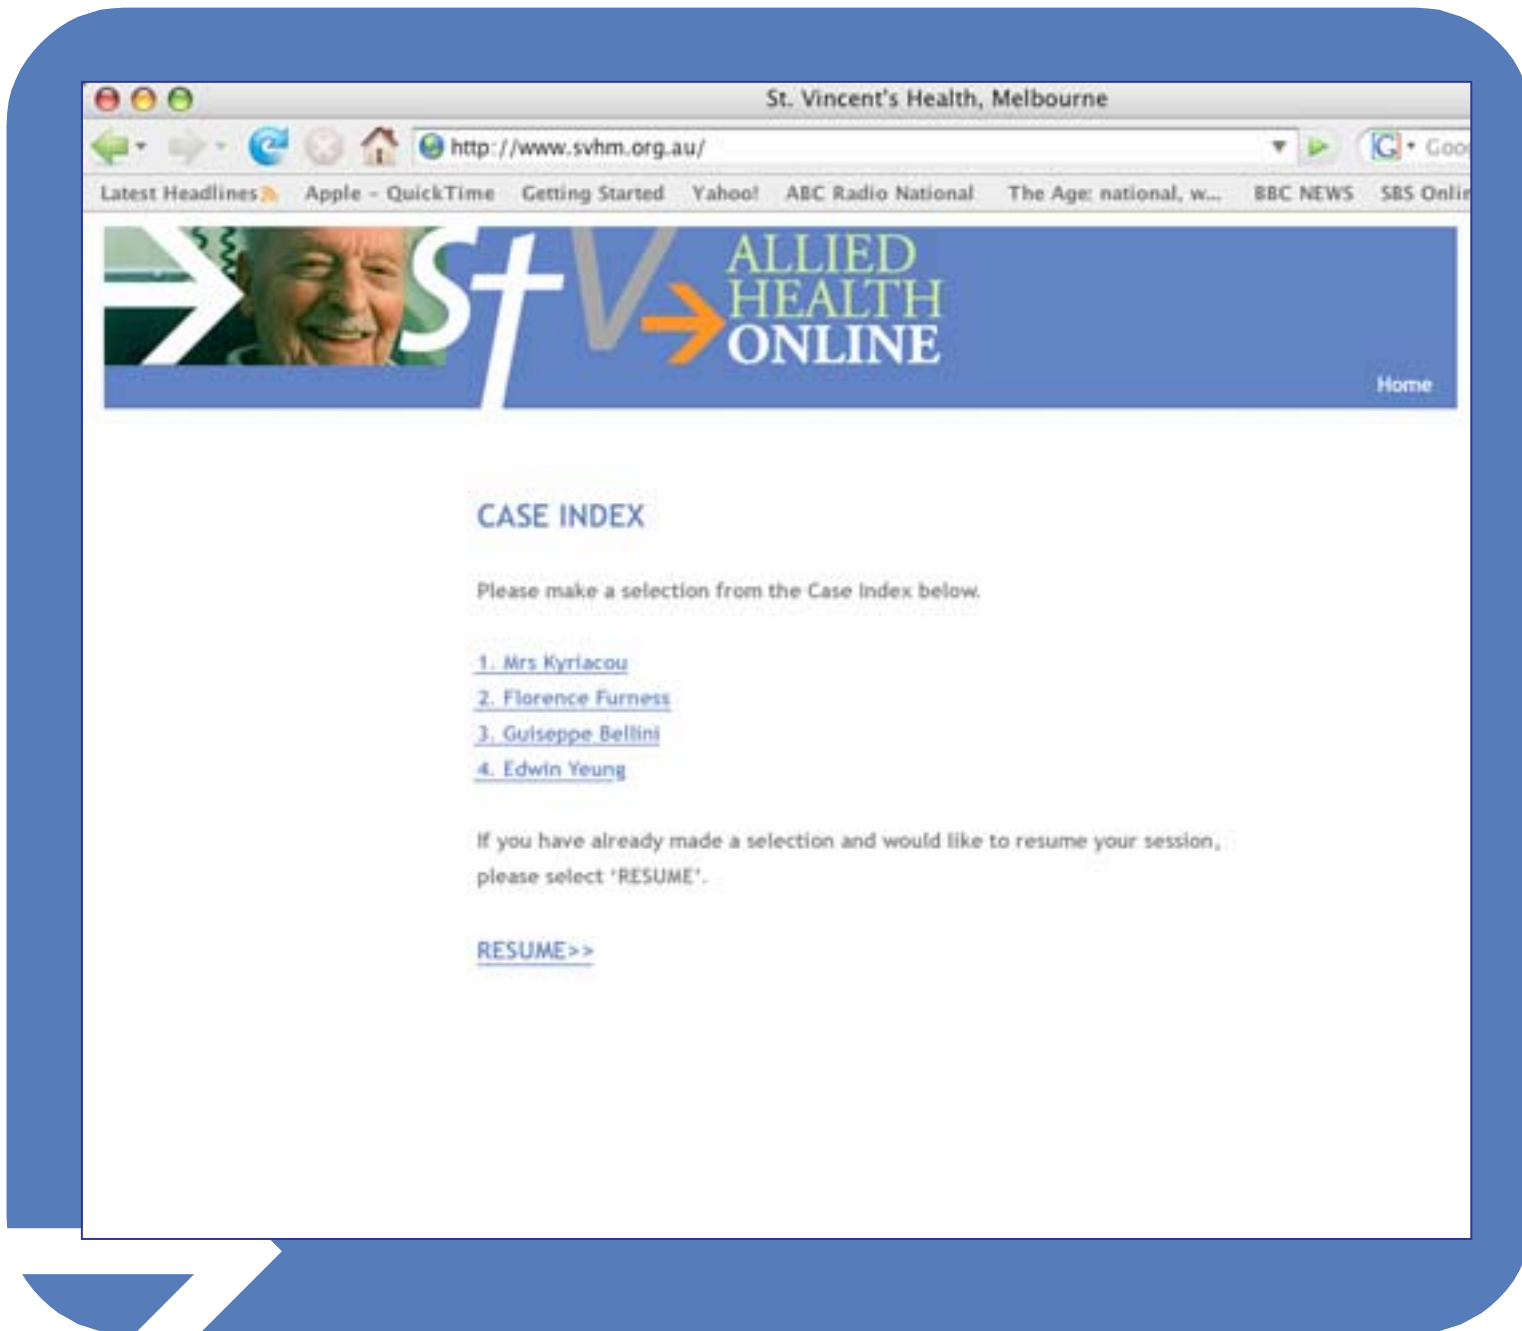 St. Vincent's Health, Melbourne
http://www.svhm.org.au/
G
Latest Headlines Apple - QuickTime Getting Started Yahoo! ABC Radio National The Age: national, w... BBC NEWS SBS
St V
ALLIED
HEALTH
ONLINE
Home
CASE INDEX
Please make a selection from the Case Index below.
1. Mrs Kyriacou
2. Florence Furness
3. Guiseppe Bellini
4. Edwin Yeung
If you have already made a selection and would like to resume your session,
please select 'RESUME'.
RESUME>>